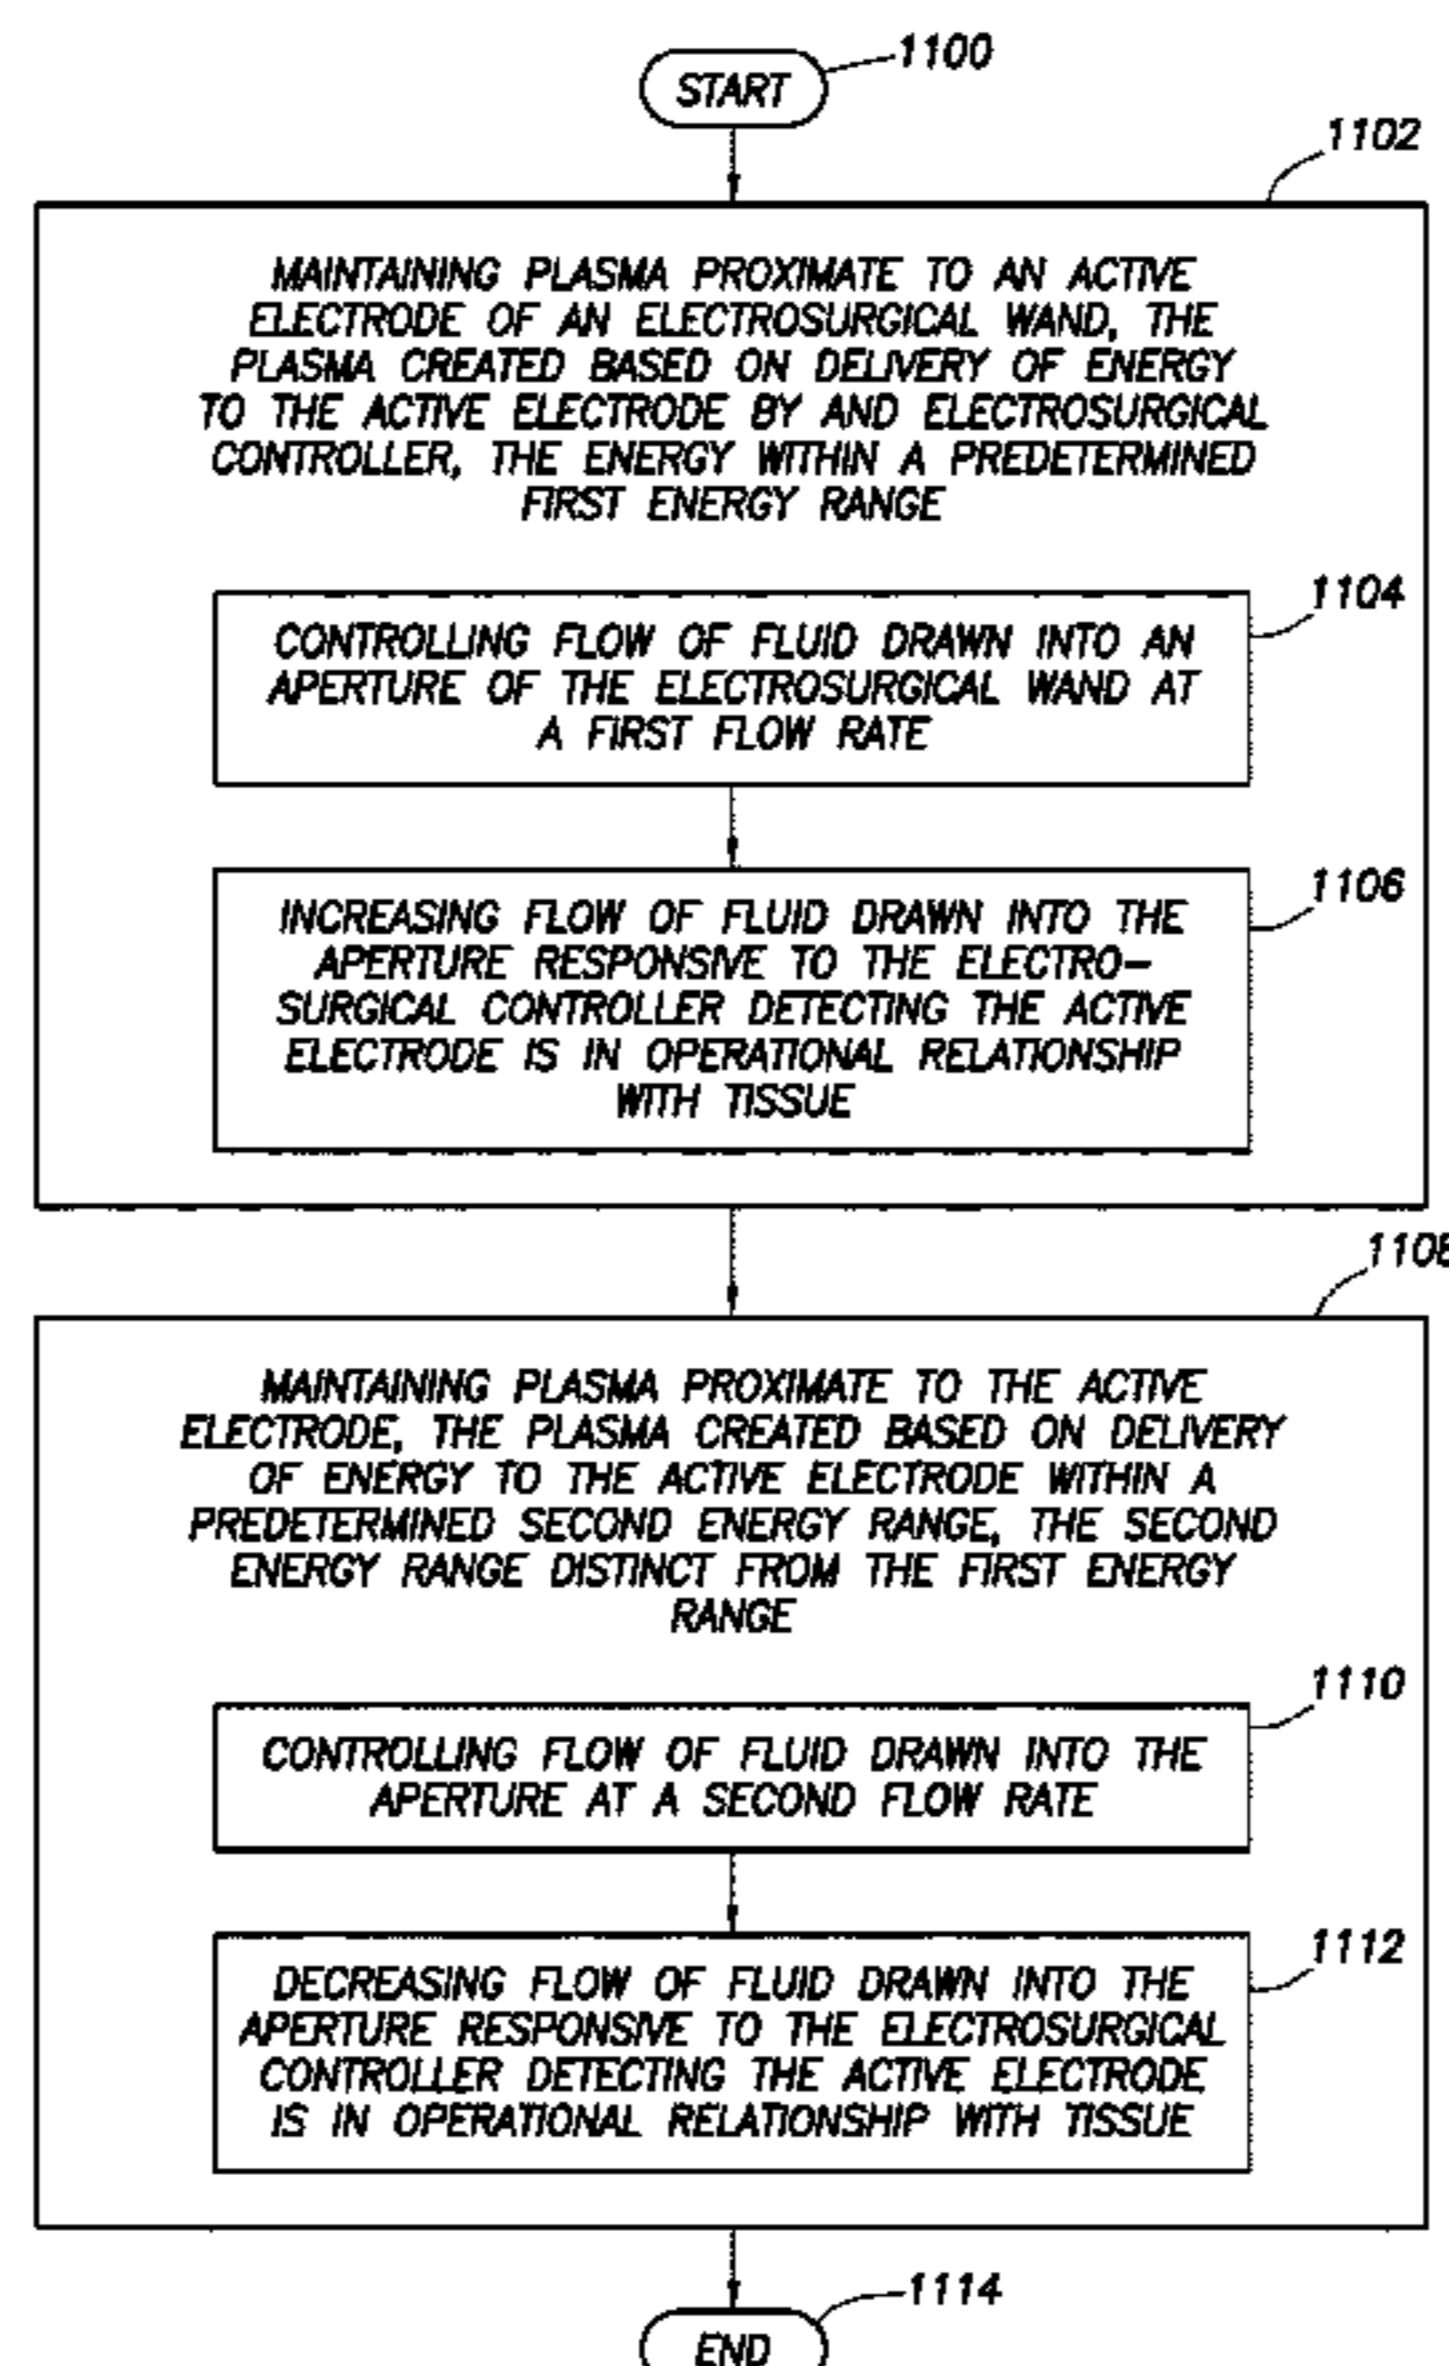 START
1100
1102
MAINTAINING PLASMA PROXIMATE TO AN ACTIVE
ELECTRODE OF AN ELECTROSURGICAL WAND, THE
PLASMA CREATED BASED ON DELIVERY OF ENERGY
TO THE ACTIVE ELECTRODE BY AND ELECTROSURGICAL
CONTROLLER, THE ENERGY WITHIN A PREDETERMINED
FIRST ENERGY RANGE
1104
CONTROLLING FLOW OF FLUID DRAWN INTO AN
APERTURE OF THE ELECTROSURGICAL WAND AT
A FIRST FLOW RATE
1106
INCREASING FLOW OF FLUID DRAWN INTO THE
APERTURE RESPONSIVE TO THE ELECTRO-
SURGICAL CONTROLLER DETECTING THE ACTIVE
ELECTRODE IS IN OPERATIONAL RELATIONSHIP
WITH TISSUE
1108
MAINTAINING PLASMA PROXIMATE TO THE ACTIVE
ELECTRODE, THE PLASMA CREATED BASED ON DELIVERY
OF ENERGY TO THE ACTIVE ELECTRODE WITHIN A
PREDETERMINED SECOND ENERGY RANGE, THE SECOND
ENERGY RANGE DISTINCT FROM THE FIRST ENERGY
RANGE
1110
CONTROLLING FLOW OF FLUID DRAWN INTO THE
APERTURE AT A SECOND FLOW RATE
1112
DECREASING FLOW OF FLUID DRAWN INTO THE
APERTURE RESPONSIVE TO THE ELECTROSURGICAL
CONTROLLER DETECTING THE ACTIVE ELECTRODE
IS IN OPERATIONAL RELATIONSHIP WITH TISSUE
1114
END